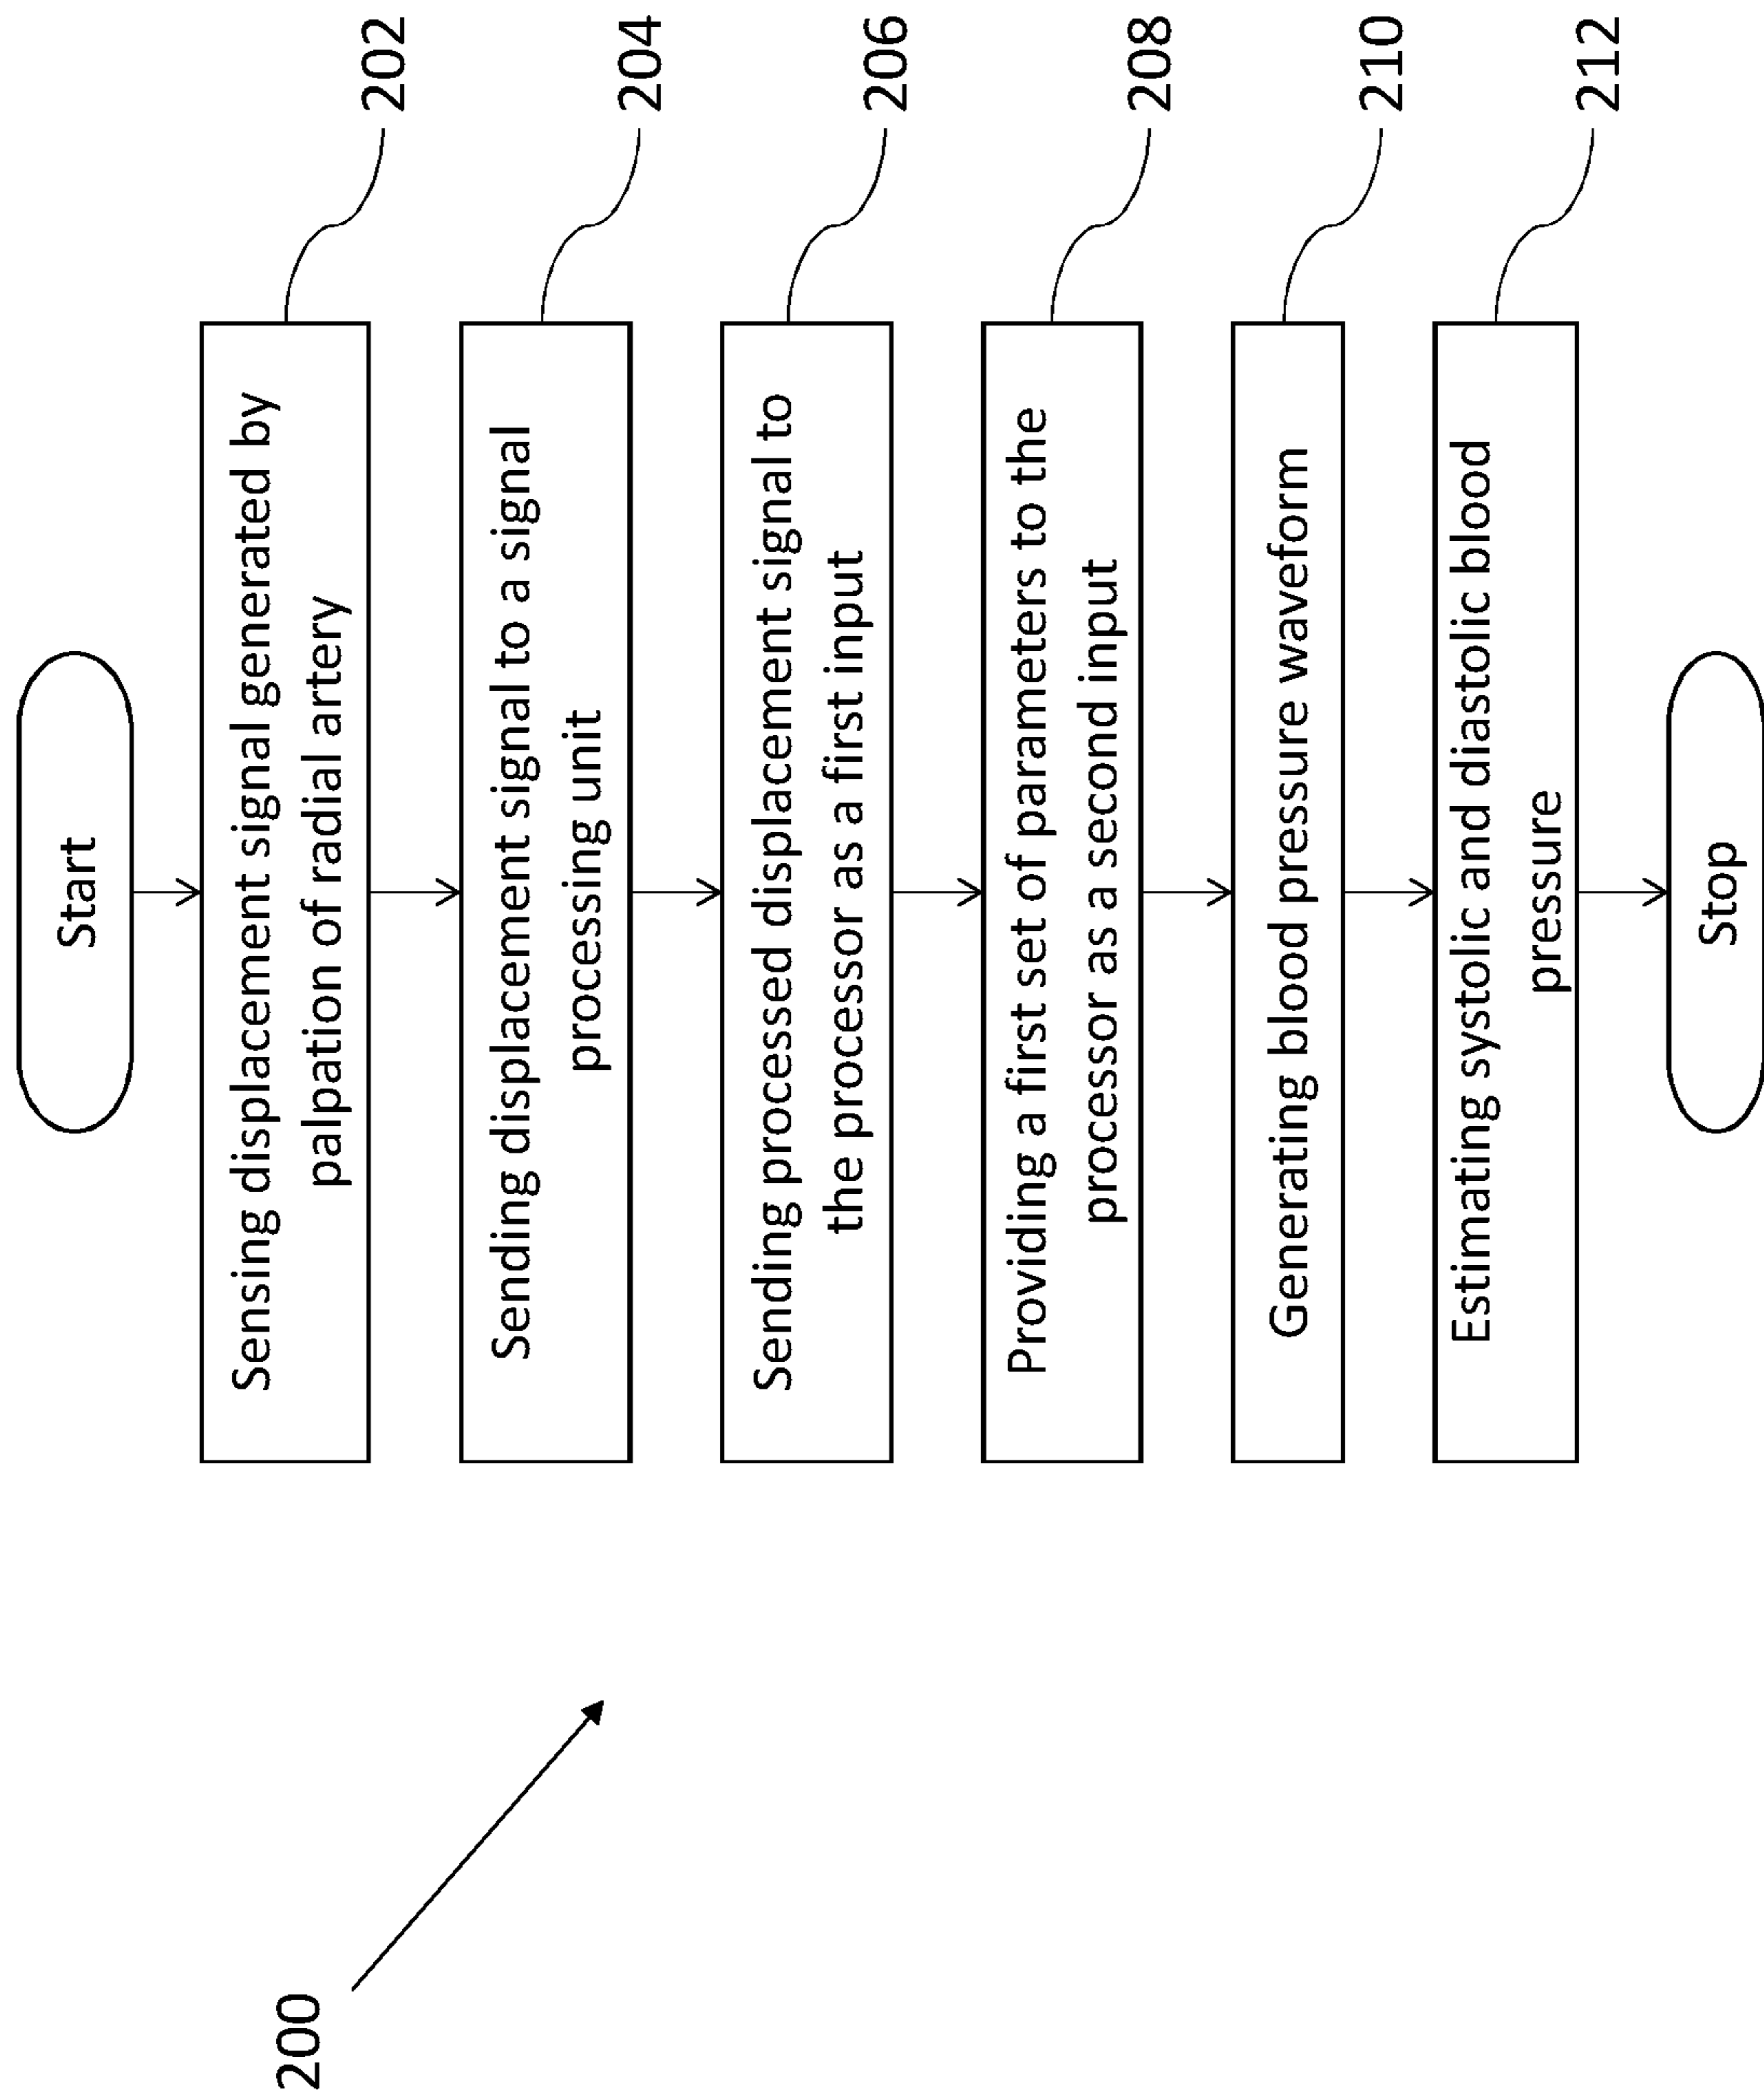 200
Start
Sensing displacement signal generated by
palpation of radial artery
202
Sending displacement signal to a signal
processing unit
204
Sending processed displacement signal to
the processor as a first input
206
Providing a first set of parameters to the
processor as a second input
208
Generating blood pressure waveform
210
Estimating systolic and diastolic blood
pressure
212
Stop